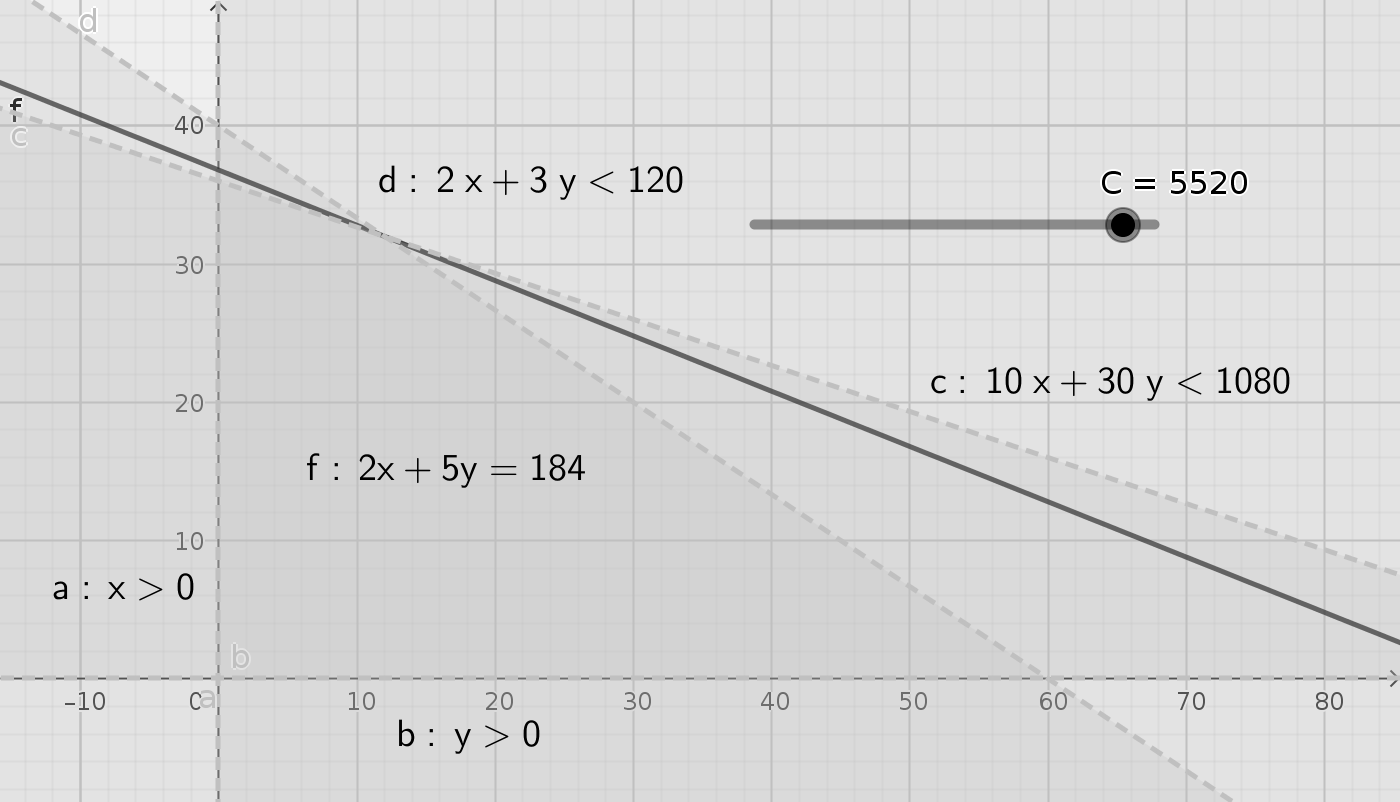 d
f
c
40
d : 2 x + 3 y < 120
C = 5520
30
c : 10 x + 30 y < 1080
20
f : 2x + 5y = 184
10
a : x > 0
b
–10 0 a 10 20 30 40 50 60 70 80
b : y > 0